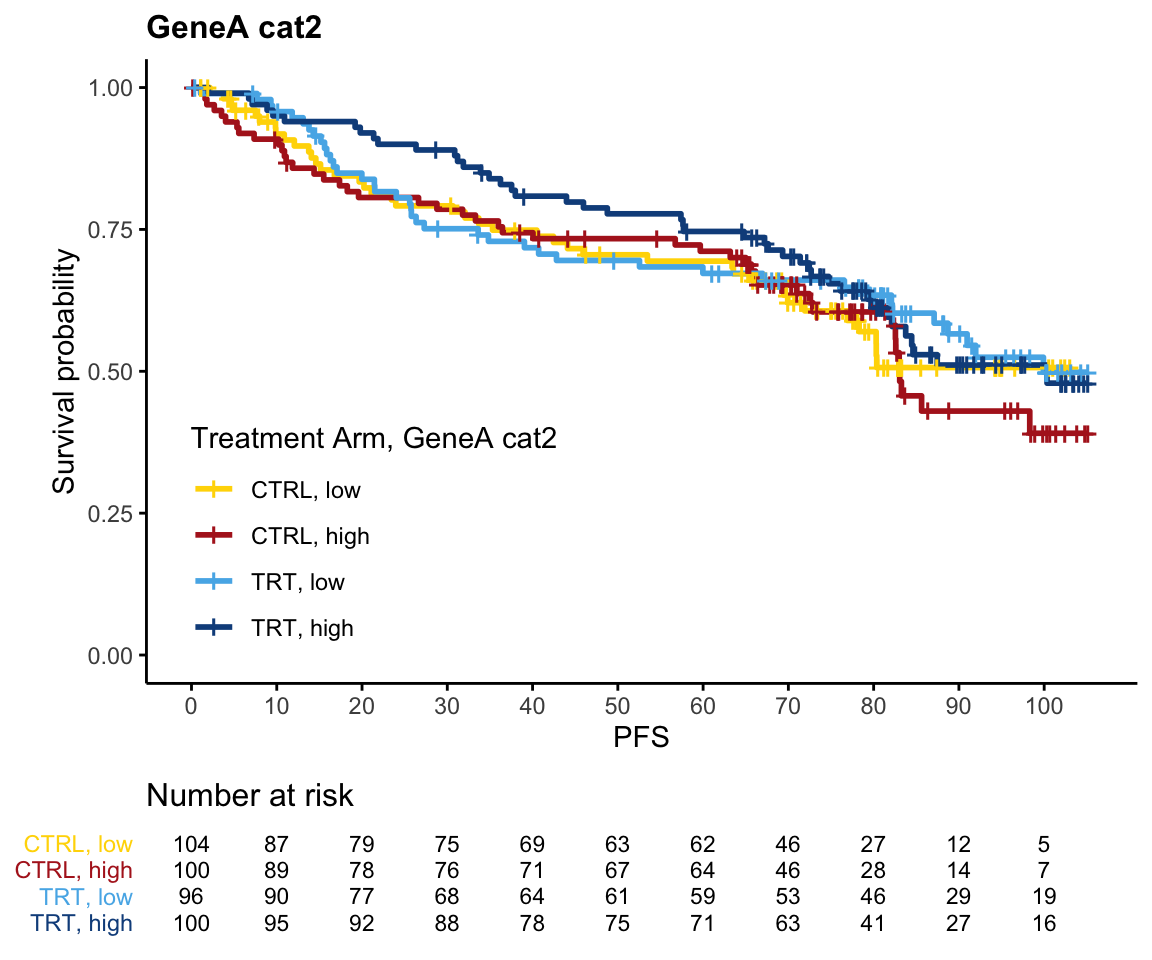 GeneA cat2
1.00
0.75
0.50
0.25
0.00
Survival probability
Treatment Arm, GeneA cat2
CTRL, low
CTRL, high
TRT, low
TRT, high
0 10 20 30 40 50 60 70 80 90 100
PFS
Number at risk
CTRL, low 104 87 79 75 69 63 62 46 27 12 5
CTRL, high 100 89 78 76 71 67 64 46 28 14 7
TRT, low 96 90 77 68 64 61 59 53 46 29 19
TRT, high 100 95 92 88 78 75 71 63 41 27 16